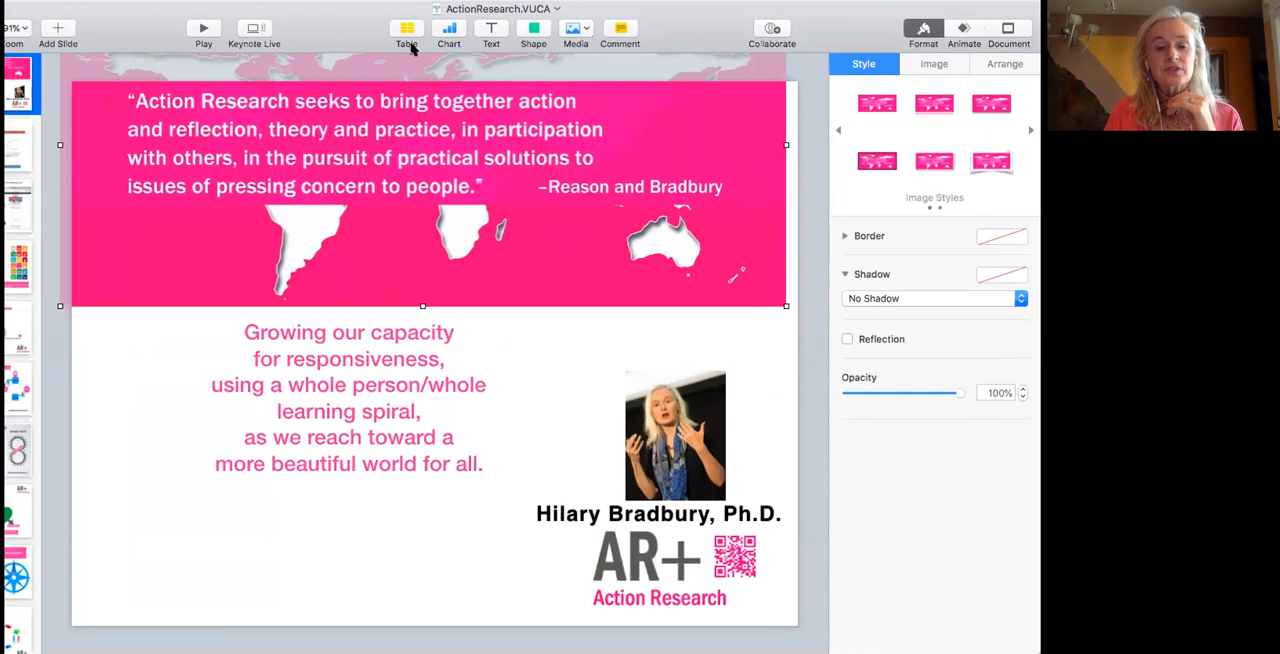 ActionResearch.VUCA
91%
Zoom
Add Slide
Play
Keynote Live
Table
Chart
Text
Shape
Media
Comment
Collaborate
Format
Animate
Document
Style
Image
Arrange
“Action Research seeks to bring together action
and reflection, theory and practice, in participation
with others, in the pursuit of practical solutions to
issues of pressing concern to people.” –Reason and Bradbury
Growing our capacity
for responsiveness,
using a whole person/whole
learning spiral,
as we reach toward a
more beautiful world for all.
Hilary Bradbury, Ph.D.
AR+
Action Research
Image Styles
Border
Shadow
No Shadow
Reflection
Opacity
100%